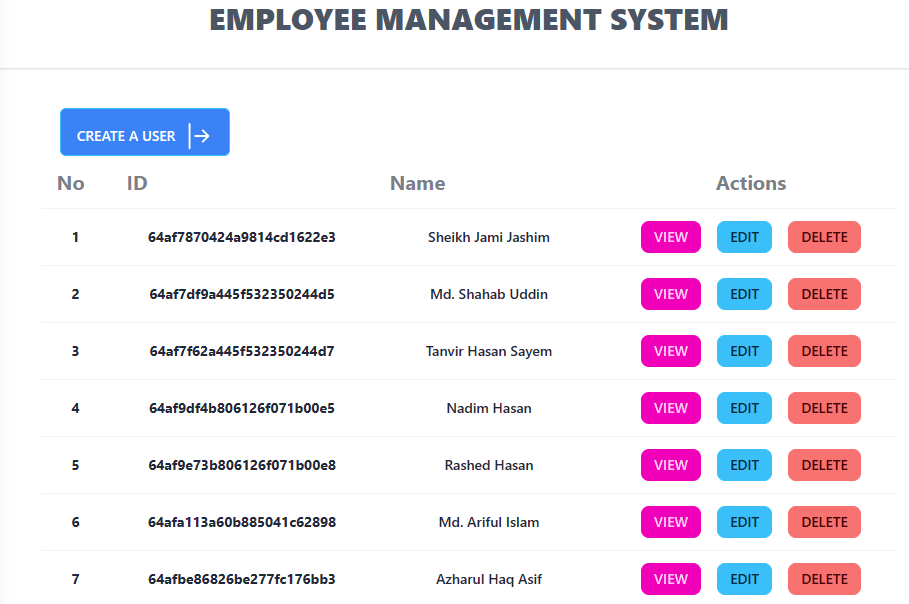 EMPLOYEE MANAGEMENT SYSTEM
CREATE A USER
No ID Name Actions
1 64af7870424a9814cd1622e3 Sheikh Jami Jashim VIEW EDIT DELETE
2 64af7df9a445f532350244d5 Md. Shahab Uddin VIEW EDIT DELETE
3 64af7f62a445f532350244d7 Tanvir Hasan Sayem VIEW EDIT DELETE
4 64af9df4b806126f071b00e5 Nadim Hasan VIEW EDIT DELETE
5 64af9e73b806126f071b00e8 Rashed Hasan VIEW EDIT DELETE
6 64afa113a60b885041c62898 Md. Ariful Islam VIEW EDIT DELETE
7 64afbe86826be277fc176bb3 Azharul Haq Asif VIEW EDIT DELETE